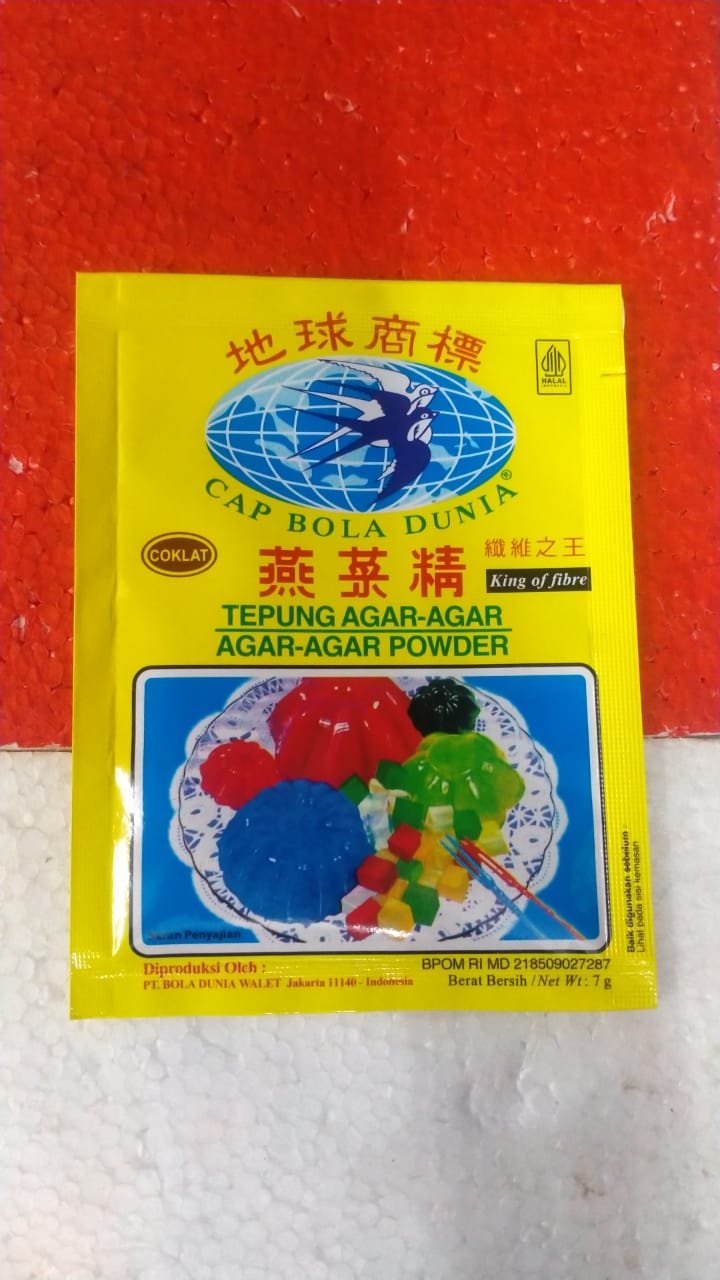 地球商標
HALAL
INDONESIA
CAP BOLA DUNIA®
COKLAT
燕菜精
纖維之王
King of fibre
TEPUNG AGAR-AGAR
AGAR-AGAR POWDER
Saran Penyajian
Baik digunakan sebelum :
Lihat pada sisi kemasan
Diproduksi Oleh :
PT. BOLA DUNIA WALET Jakarta 11140 - Indonesia
BPOM RI MD 218509027287
Berat Bersih / Net Wt : 7 g